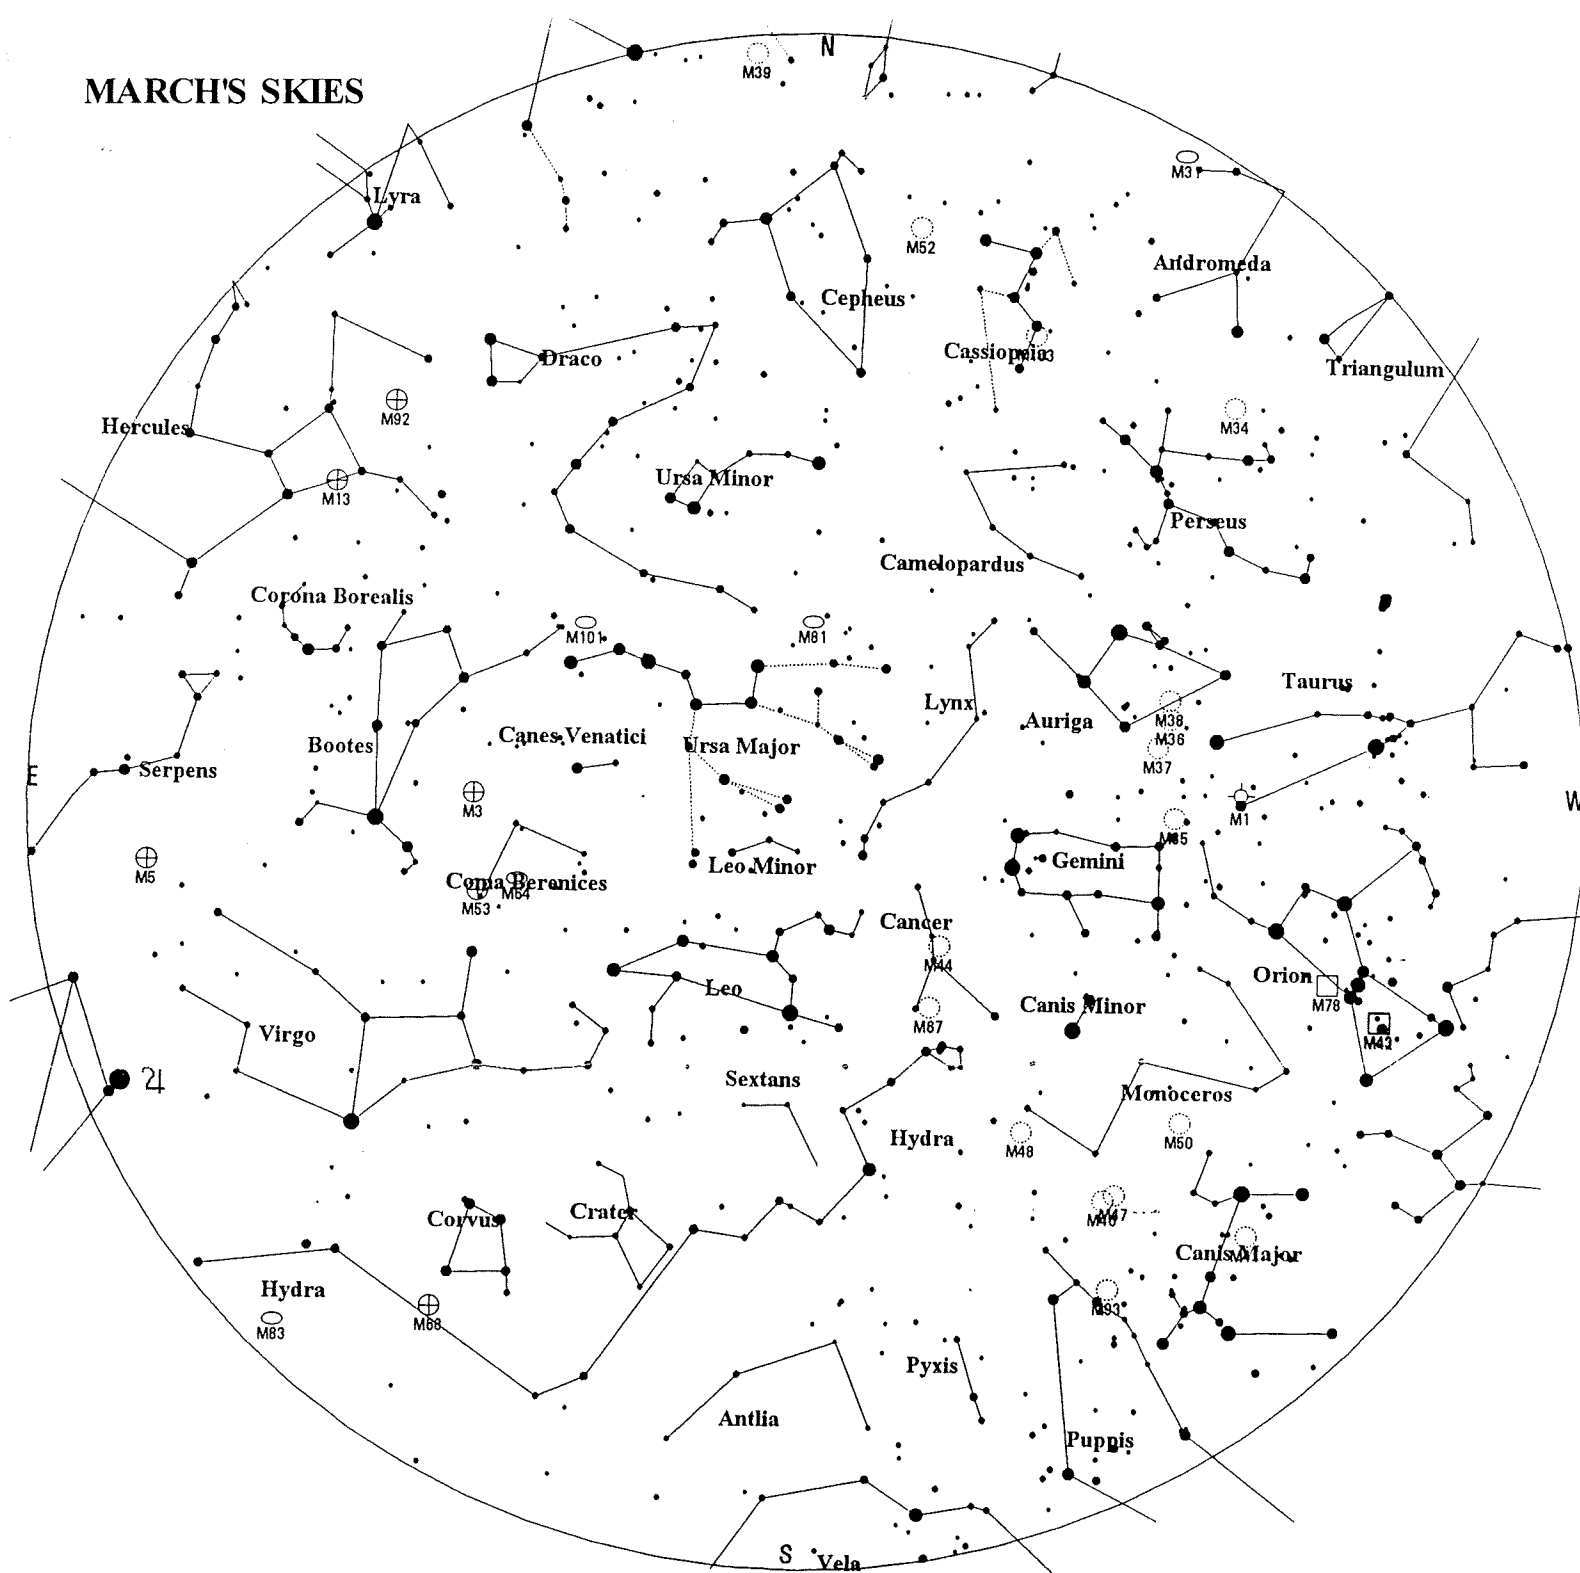 N
M39
MARCH'S SKIES
M31
Lyra
M52
Andromeda
Cepheus
Cassiopeia
Draco
Triangulum
M92
Hercules
M34
Ursa Minor
M13
Perseus
Camelopardus
Corona Borealis
M101
M81
Taurus
Lynx
Auriga
M38
M36
Canes Venatici
Bootes
Ursa Major
M37
Serpens
E
W
M3
M1
M35
Gemini
Leo Minor
M5
Coma Berenices
M64
M53
Cancer
M44
Orion
Leo
M78
Canis Minor
M67
Virgo
M42
Sextans
♃
Monoceros
Hydra
M48
M50
Corvus
Crater
M46
M47
Canis Major
M41
Hydra
M93
M68
M83
Pyxis
Antlia
Puppis
S
Vela